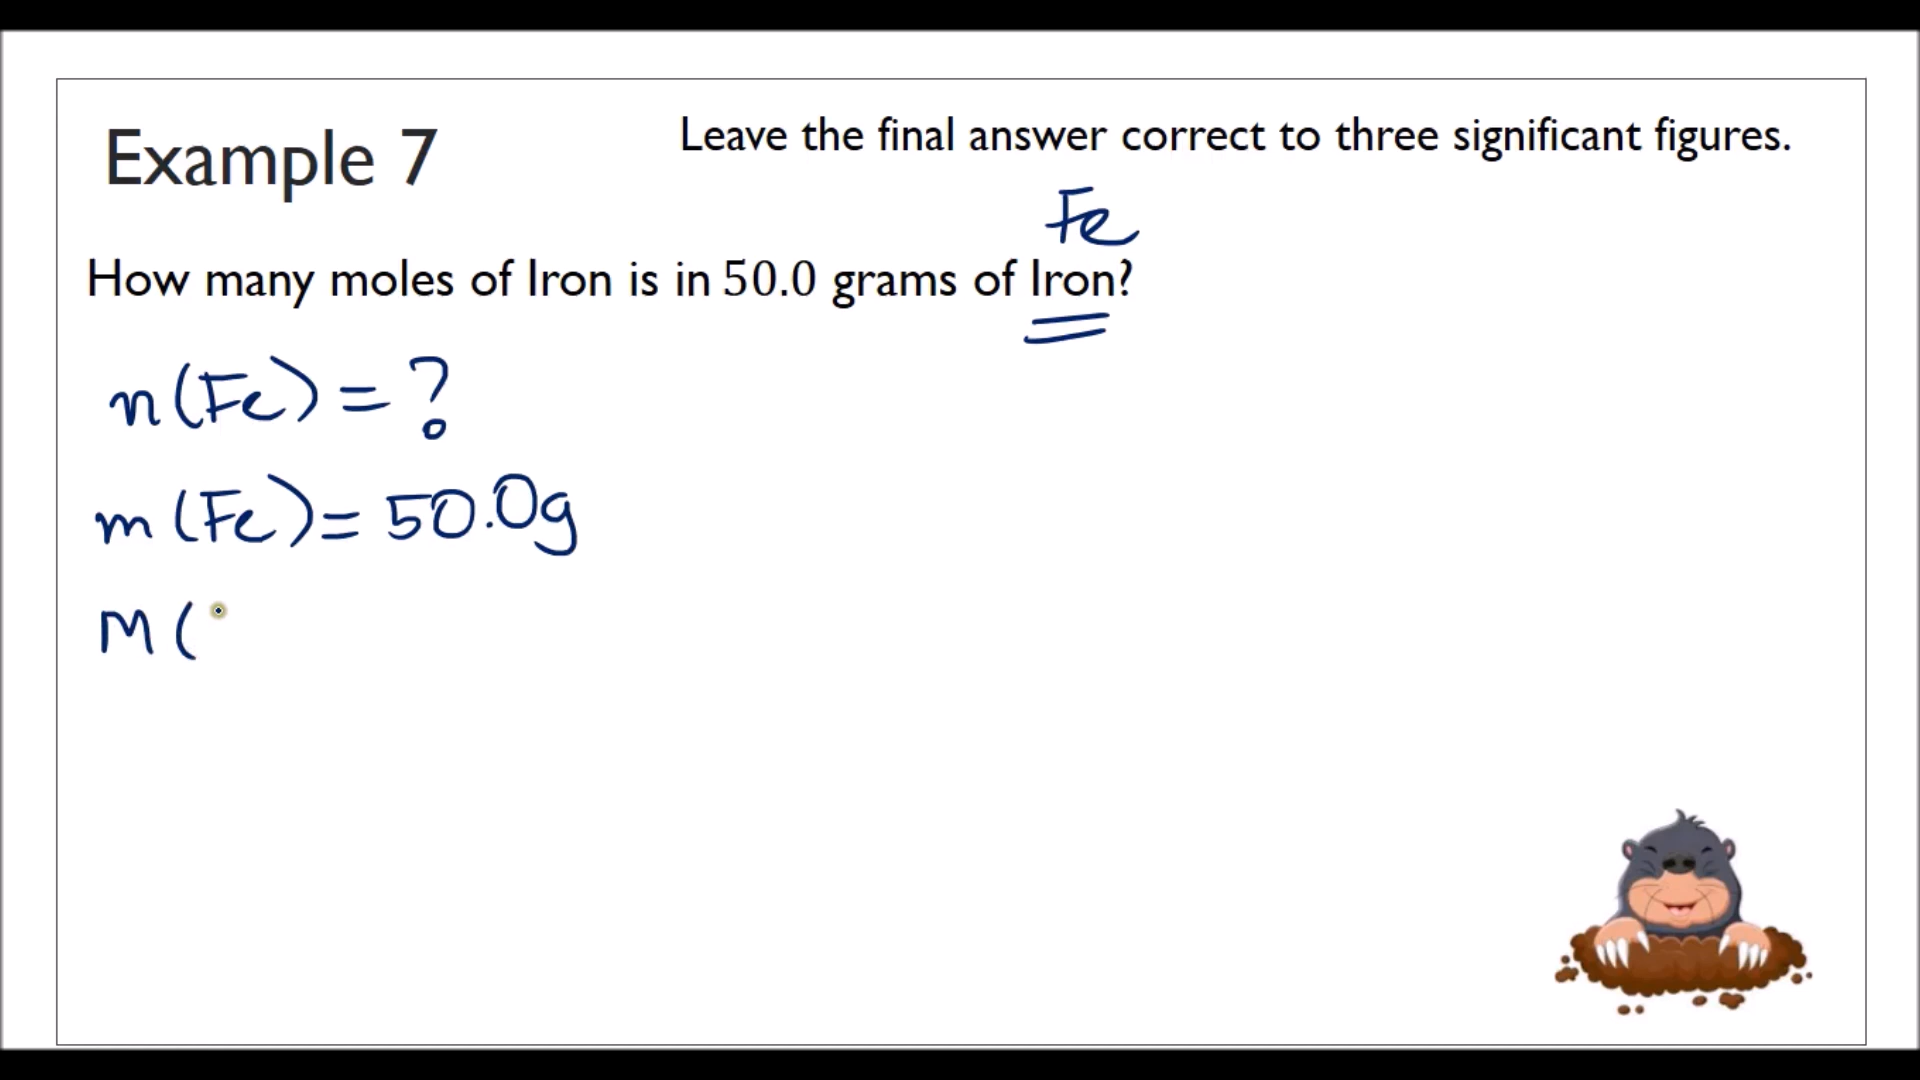 Example 7
Leave the final answer correct to three significant figures.
Fe
How many moles of Iron is in 50.0 grams of Iron?
n(Fe) = ?
m(Fe) = 50.0g
M(